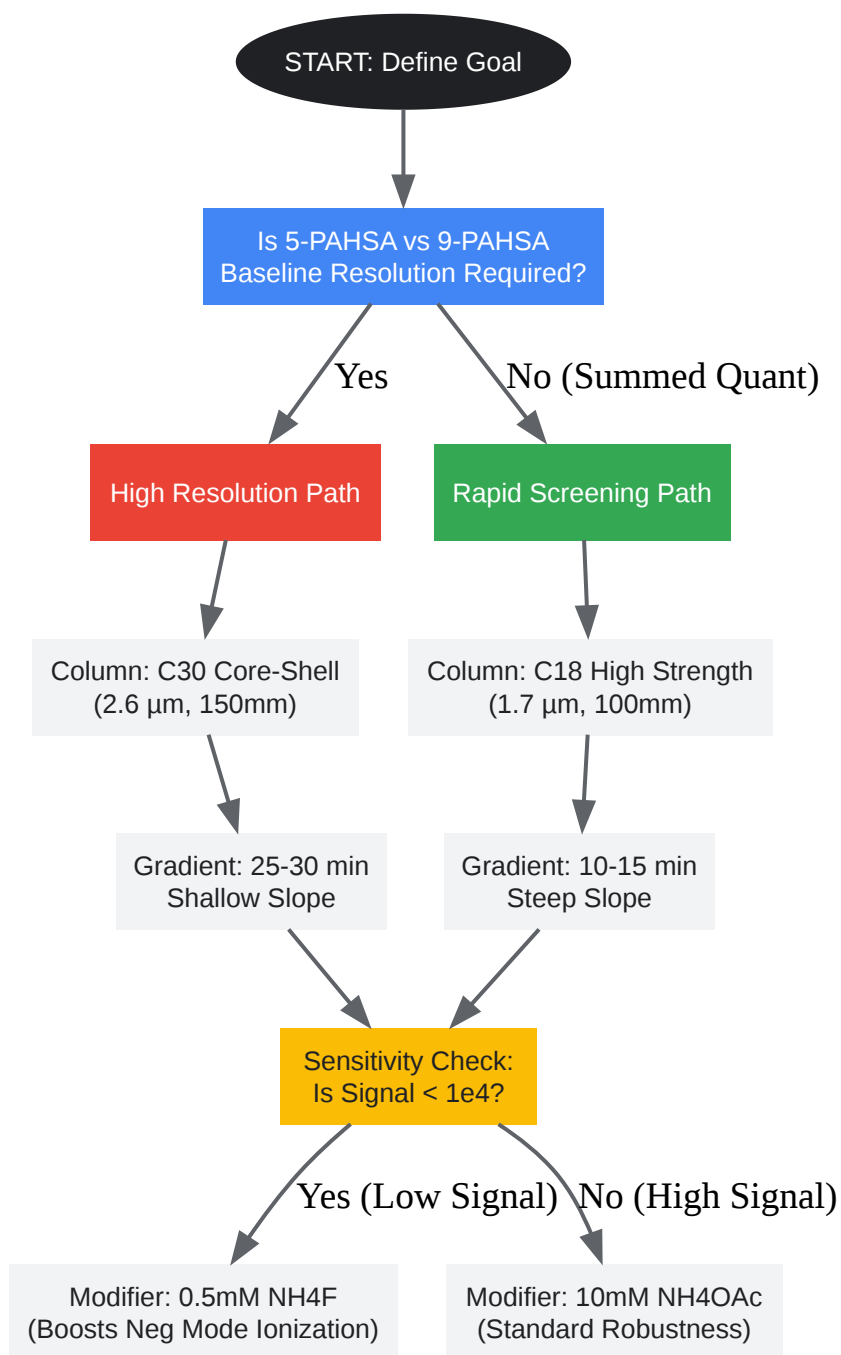 START: Define Goal
Is 5-PAHSA vs 9-PAHSA
Baseline Resolution Required?
Yes
No (Summed Quant)
High Resolution Path
Rapid Screening Path
Column: C30 Core-Shell
(2.6 µm, 150mm)
Column: C18 High Strength
(1.7 µm, 100mm)
Gradient: 25-30 min
Shallow Slope
Gradient: 10-15 min
Steep Slope
Sensitivity Check:
Is Signal < 1e4?
Yes (Low Signal)
No (High Signal)
Modifier: 0.5mM NH4F
(Boosts Neg Mode Ionization)
Modifier: 10mM NH4OAc
(Standard Robustness)